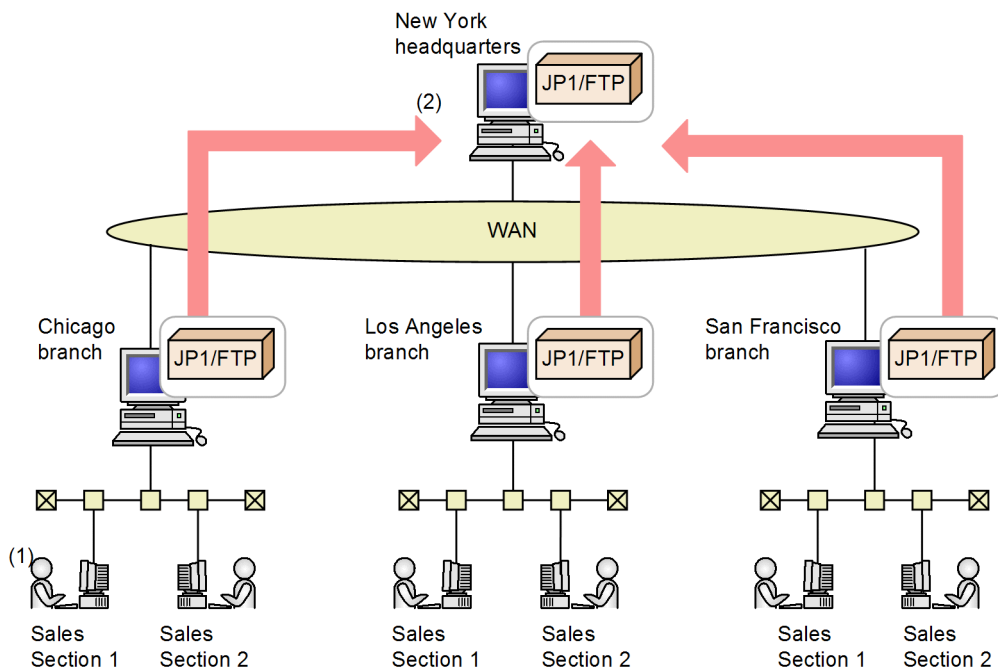 New York
headquarters
JP1/FTP
(2)
WAN
Chicago
branch
JP1/FTP
Los Angeles
branch
JP1/FTP
San Francisco
branch
JP1/FTP
(1)
Sales
Section 1
Sales
Section 2
Sales
Section 1
Sales
Section 2
Sales
Section 1
Sales
Section 2